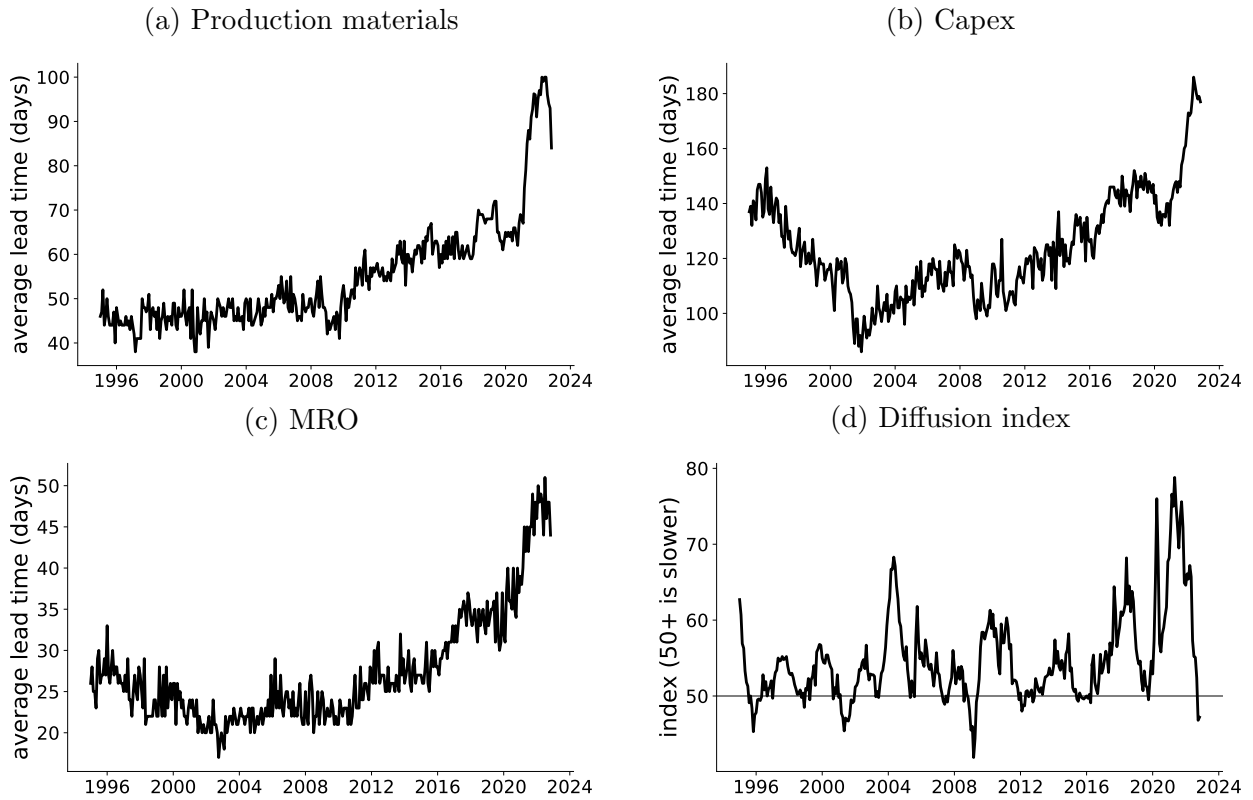 (a) Production materials
average lead time (days)
100
90
80
70
60
50
40
1996 2000 2004 2008 2012 2016 2020 2024
(b) Capex
average lead time (days)
180
160
140
120
100
1996 2000 2004 2008 2012 2016 2020 2024
(c) MRO
average lead time (days)
50
45
40
35
30
25
20
1996 2000 2004 2008 2012 2016 2020 2024
(d) Diffusion index
index (50+ is slower)
80
70
60
50
1996 2000 2004 2008 2012 2016 2020 2024